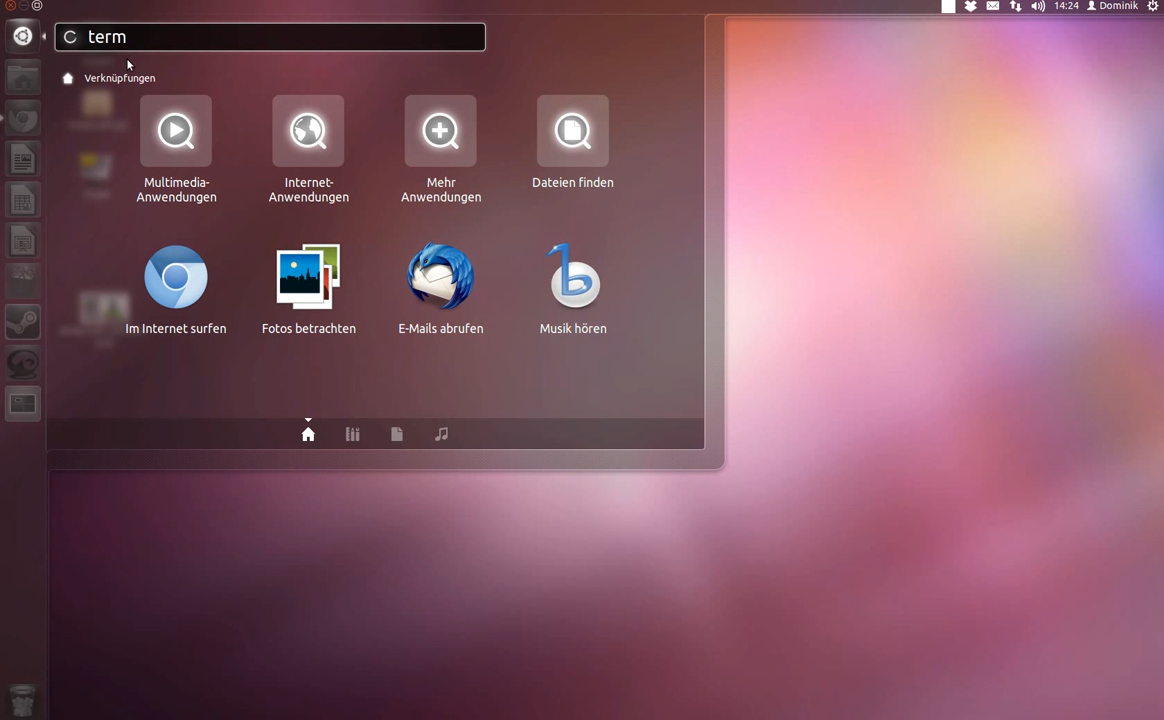 14:24 Dominik
term
Verknüpfungen
Multimedia-
Anwendungen
Internet-
Anwendungen
Mehr
Anwendungen
Dateien finden
Im Internet surfen
Fotos betrachten
E-Mails abrufen
Musik hören